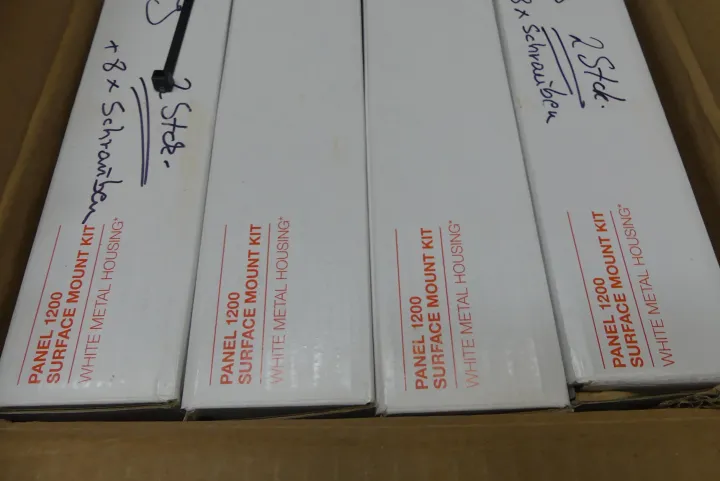 2 Stck.
+ 8 x Schrauben
PANEL 1200
SURFACE MOUNT KIT
WHITE METAL HOUSING*
PANEL 1200
SURFACE MOUNT KIT
WHITE METAL HOUSING*
PANEL 1200
SURFACE MOUNT KIT
WHITE METAL HOUSING*
2 Stck.
8 x Schrauben
PANEL 1200
SURFACE MOUNT KIT
WHITE METAL HOUSING*